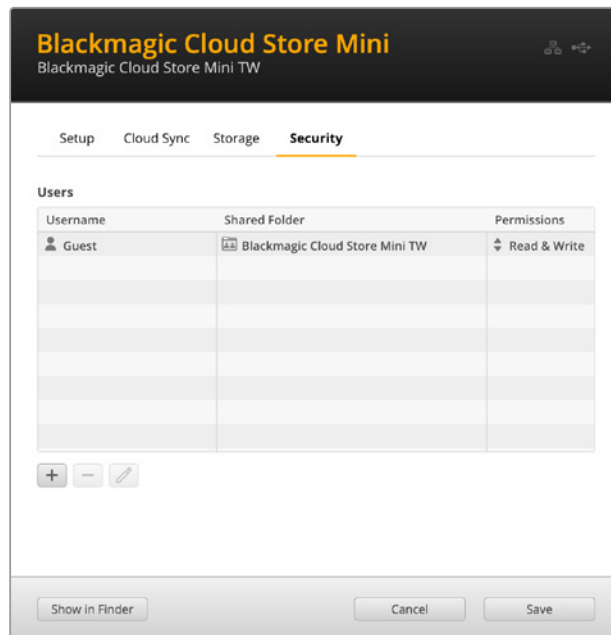 Blackmagic Cloud Store Mini
Blackmagic Cloud Store Mini TW
Setup Cloud Sync Storage Security
Users
Username Shared Folder Permissions
Guest Blackmagic Cloud Store Mini TW Read & Write
Show in Finder Cancel Save